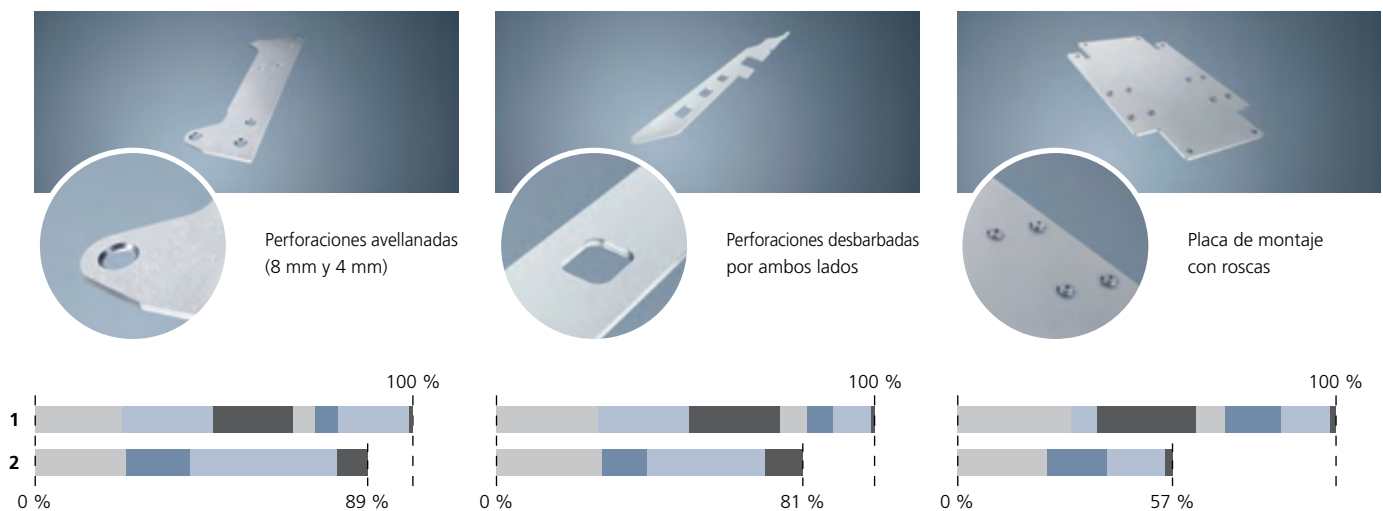 Perforaciones avellanadas
(8 mm y 4 mm)
Perforaciones desbarbadas
por ambos lados
Placa de montaje
con roscas
100 %
100 %
100 %
1
2
0 %
89 %
0 %
81 %
0 %
57 %